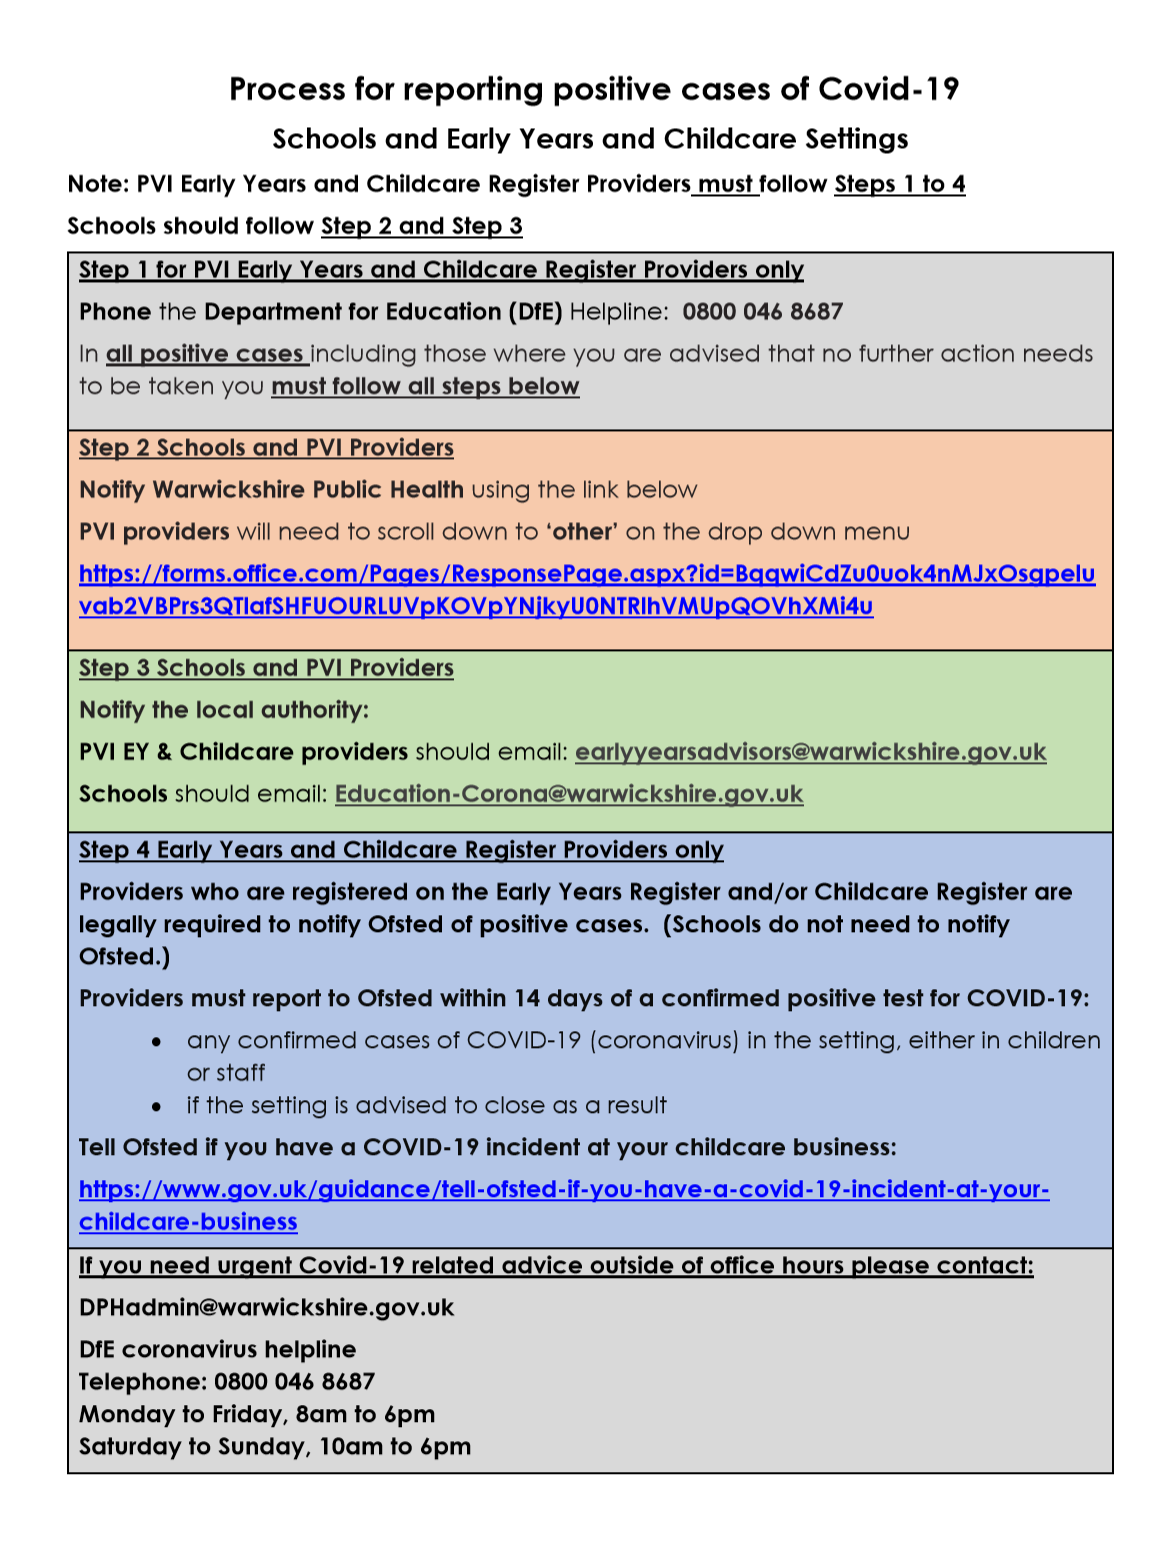 Process for reporting positive cases of Covid-19
Schools and Early Years and Childcare Settings
Note: PVI Early Years and Childcare Register Providers must follow Steps 1 to 4
Schools should follow Step 2 and Step 3
Step 1 for PVI Early Years and Childcare Register Providers only
Phone the Department for Education (DfE) Helpline: 0800 046 8687
In all positive cases including those where you are advised that no further action needs
to be taken you must follow all steps below
Step 2 Schools and PVI Providers
Notify Warwickshire Public Health using the link below
PVI providers will need to scroll down to ‘other’ on the drop down menu
https://forms.office.com/Pages/ResponsePage.aspx?id=BqqwiCdZu0uok4nMJxOsgpelu
vab2VBPrs3QTlafSHFUOURLUVpKOVpYNjkyU0NTRlhVMUpQOVhXMi4u
Step 3 Schools and PVI Providers
Notify the local authority:
PVI EY & Childcare providers should email: earlyyearsadvisors@warwickshire.gov.uk
Schools should email: Education-Corona@warwickshire.gov.uk
Step 4 Early Years and Childcare Register Providers only
Providers who are registered on the Early Years Register and/or Childcare Register are
legally required to notify Ofsted of positive cases. (Schools do not need to notify
Ofsted.)
Providers must report to Ofsted within 14 days of a confirmed positive test for COVID-19:
• any confirmed cases of COVID-19 (coronavirus) in the setting, either in children
or staff
• if the setting is advised to close as a result
Tell Ofsted if you have a COVID-19 incident at your childcare business:
https://www.gov.uk/guidance/tell-ofsted-if-you-have-a-covid-19-incident-at-your-
childcare-business
If you need urgent Covid-19 related advice outside of office hours please contact:
DPHadmin@warwickshire.gov.uk
DfE coronavirus helpline
Telephone: 0800 046 8687
Monday to Friday, 8am to 6pm
Saturday to Sunday, 10am to 6pm